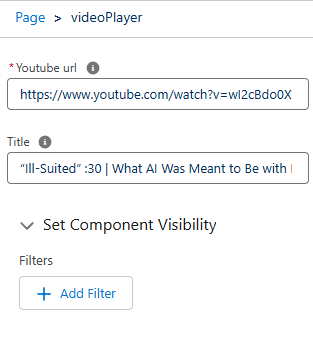 Page > videoPlayer
* Youtube url
https://www.youtube.com/watch?v=wI2cBdo0X
Title
“Ill-Suited” :30 | What AI Was Meant to Be with
Set Component Visibility
Filters
+ Add Filter